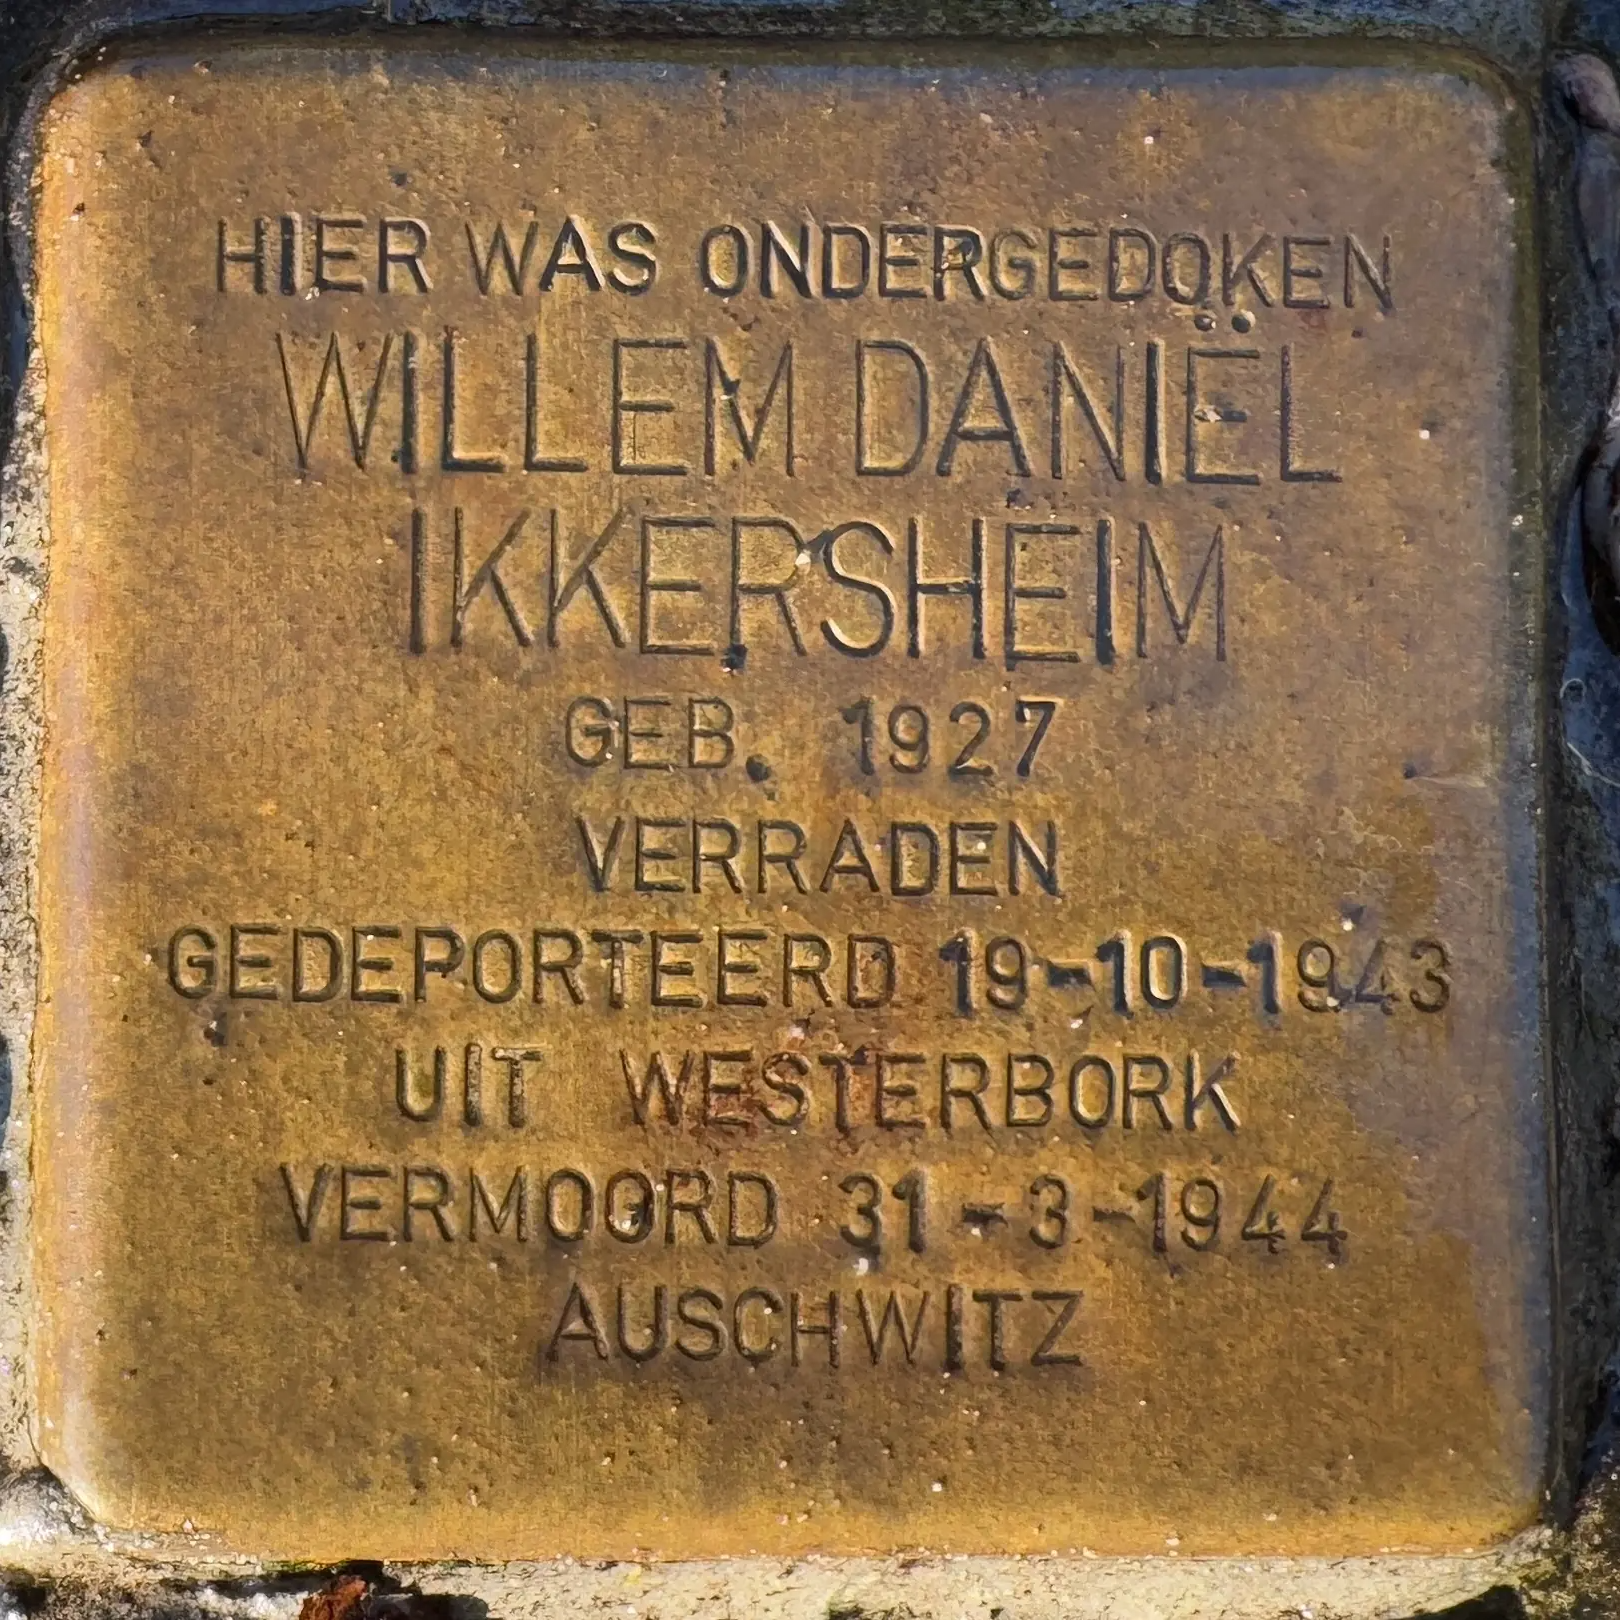 HIER WAS ONDERGEDOKEN
WILLEM DANIËL
IKKERSHEIM
GEB. 1927
VERRADEN
GEDEPORTEERD 19-10-1943
UIT WESTERBORK
VERMOORD 31-3-1944
AUSCHWITZ